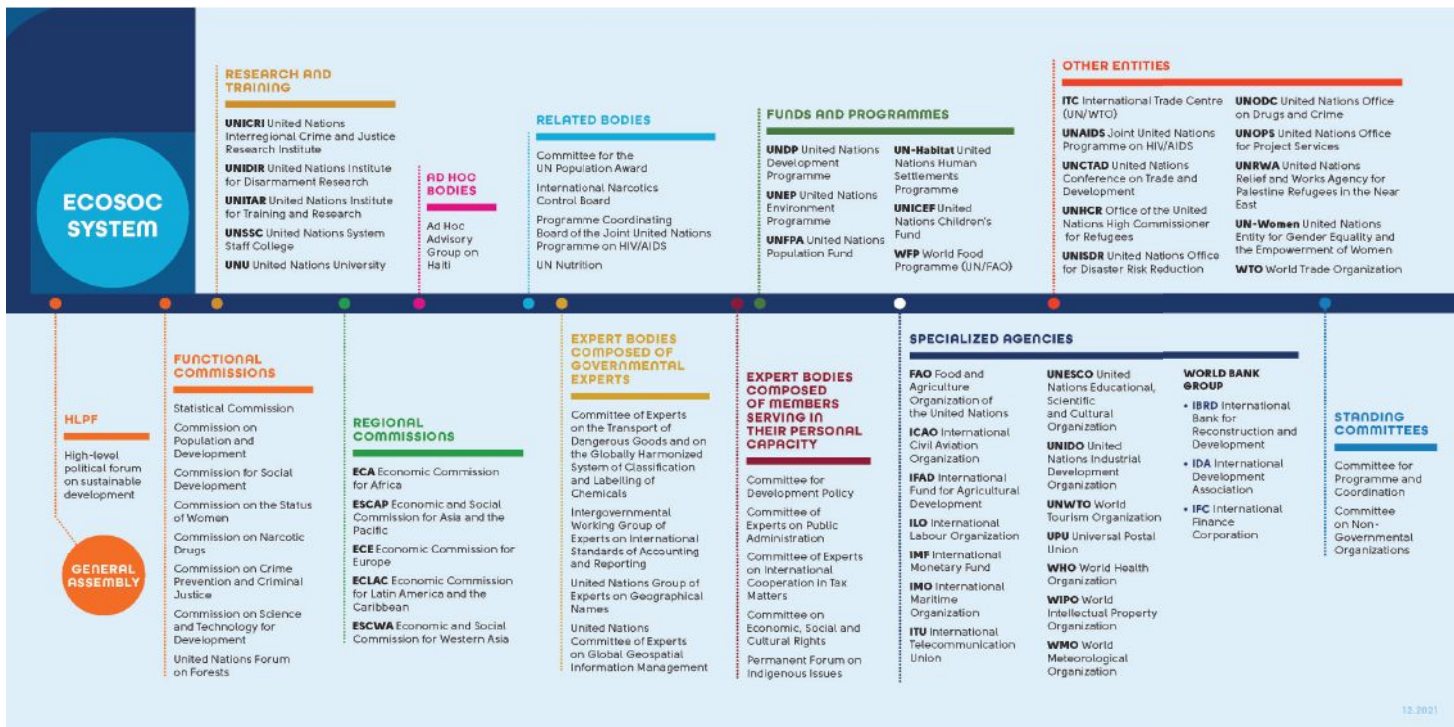 ECOSOC
SYSTEM
RESEARCH AND
TRAINING
UNICRI United Nations
Interregional Crime and Justice
Research Institute
UNIDIR United Nations Institute
for Disarmament Research
UNITAR United Nations Institute
for Training and Research
UNSSC United Nations System
Staff College
UNU United Nations University
AD HOC
BODIES
Ad Hoc
Advisory
Group on
Haiti
RELATED BODIES
Committee for the
UN Population Award
International Narcotics
Control Board
Programme Coordinating
Board of the Joint United Nations
Programme on HIV/AIDS
UN Nutrition
FUNDS AND PROGRAMMES
UNDP United Nations
Development
Programme
UNEP United Nations
Environment
Programme
UNFPA United Nations
Population Fund
UN-Habitat United
Nations Human
Settlements
Programme
UNICEF United
Nations Children's
Fund
WFP World Food
Programme (UN/FAO)
OTHER ENTITIES
ITC International Trade Centre
(UN/WTO)
UNAIDS Joint United Nations
Programme on HIV/AIDS
UNCTAD United Nations
Conference on Trade and
Development
UNHCR Office of the United
Nations High Commissioner
for Refugees
UNISDR United Nations Office
for Disaster Risk Reduction
UNODC United Nations Office
on Drugs and Crime
UNOPS United Nations Office
for Project Services
UNRWA United Nations
Relief and Works Agency for
Palestine Refugees in the Near
East
UN-Women United Nations
Entity for Gender Equality and
the Empowerment of Women
WTO World Trade Organization
HLPF
High-level
political forum
on sustainable
development
GENERAL
ASSEMBLY
FUNCTIONAL
COMMISSIONS
Statistical Commission
Commission on
Population and
Development
Commission for Social
Development
Commission on the Status
of Women
Commission on Narcotic
Drugs
Commission on Crime
Prevention and Criminal
Justice
Commission on Science
and Technology for
Development
United Nations Forum
on Forests
REGIONAL
COMMISSIONS
ECA Economic Commission
for Africa
ESCAP Economic and Social
Commission for Asia and the
Pacific
ECE Economic Commission for
Europe
ECLAC Economic Commission
for Latin America and the
Caribbean
ESCWA Economic and Social
Commission for Western Asia
EXPERT BODIES
COMPOSED OF
GOVERNMENTAL
EXPERTS
Committee of Experts
on the Transport of
Dangerous Goods and on
the Globally Harmonized
System of Classification
and Labelling of
Chemicals
Intergovernmental
Working Group of
Experts on International
Standards of Accounting
and Reporting
United Nations Group of
Experts on Geographical
Names
United Nations
Committee of Experts
on Global Geospatial
Information Management
EXPERT BODIES
COMPOSED
OF MEMBERS
SERVING IN
THEIR PERSONAL
CAPACITY
Committee for
Development Policy
Committee of
Experts on Public
Administration
Committee of Experts
on International
Cooperation in Tax
Matters
Committee on
Economic, Social and
Cultural Rights
Permanent Forum on
Indigenous Issues
SPECIALIZED AGENCIES
FAO Food and
Agriculture
Organization of
the United Nations
ICAO International
Civil Aviation
Organization
IFAD International
Fund for Agricultural
Development
ILO International
Labour Organization
IMF International
Monetary Fund
IMO International
Maritime
Organization
ITU International
Telecommunication
Union
UNESCO United
Nations Educational,
Scientific
and Cultural
Organization
UNIDO United
Nations Industrial
Development
Organization
UNWTO World
Tourism Organization
UPU Universal Postal
Union
WHO World Health
Organization
WIPO World
Intellectual Property
Organization
WMO World
Meteorological
Organization
WORLD BANK
GROUP
• IBRD International
Bank for
Reconstruction and
Development
• IDA International
Development
Association
• IFC International
Finance
Corporation
STANDING
COMMITTEES
Committee for
Programme and
Coordination
Committee
on Non-
Governmental
Organizations
12.2021